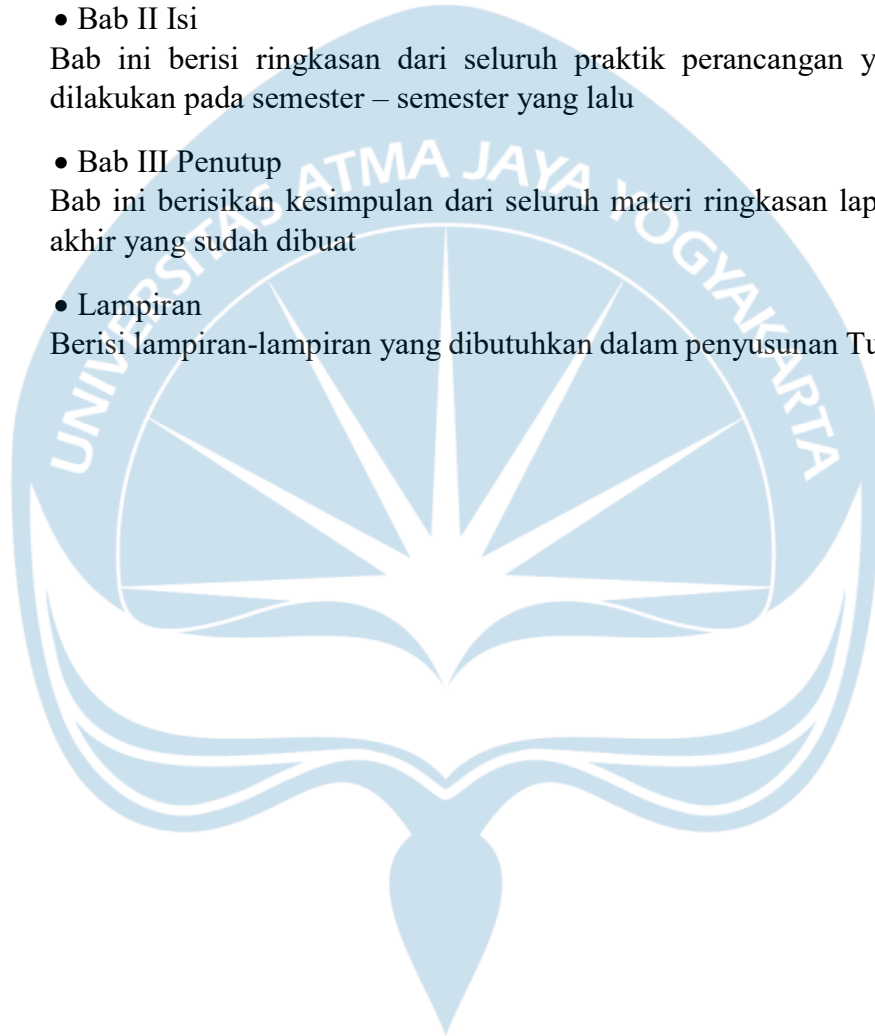 • Bab II Isi
Bab ini berisi ringkasan dari seluruh praktik perancangan y
dilakukan pada semester – semester yang lalu
• Bab III Penutup
Bab ini berisikan kesimpulan dari seluruh materi ringkasan lap
akhir yang sudah dibuat
• Lampiran
Berisi lampiran-lampiran yang dibutuhkan dalam penyusunan Tu
UNIVERSITAS ATMA JAYA YOGYAKARTA